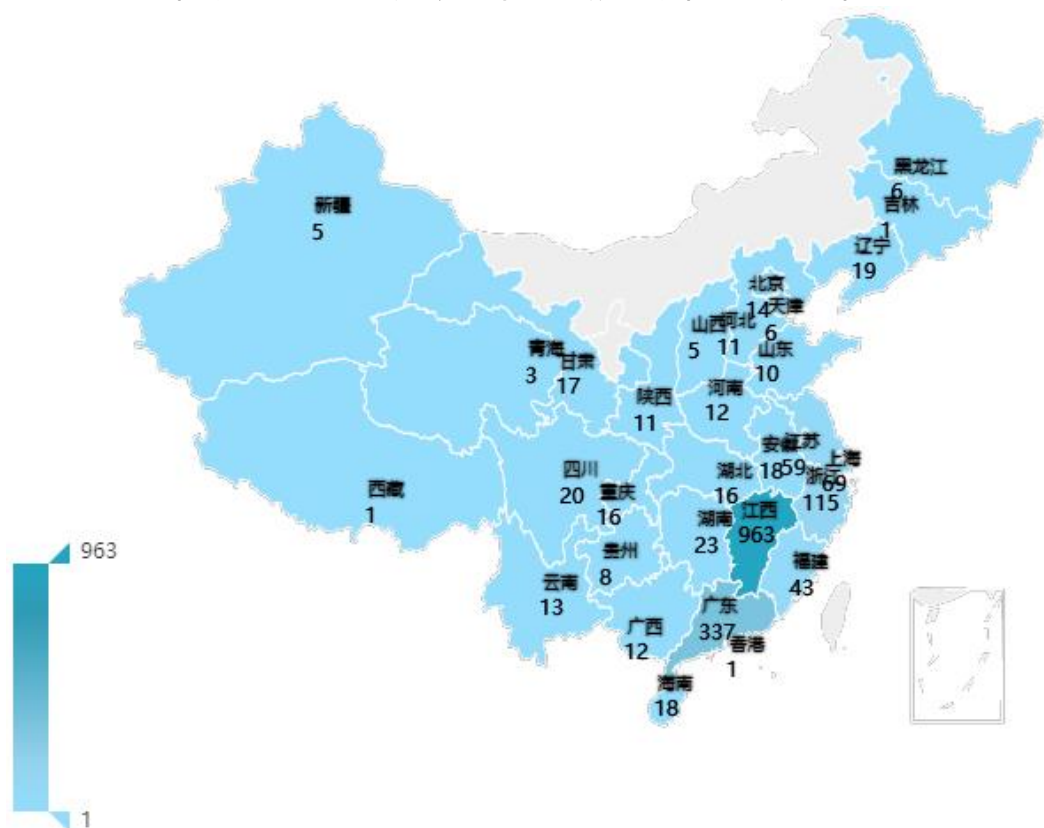 黑龙江
6
新疆
5
吉林
1
辽宁
19
北京
14
天津
6
山西
5
河北
11
山东
10
青海
3
甘肃
17
陕西
11
河南
12
安徽
18
江苏
59
上海
69
浙江
115
四川
20
重庆
16
湖北
16
西藏
1
江西
963
湖南
23
贵州
8
福建
43
云南
13
广东
337
广西
12
香港
1
海南
18
963
1